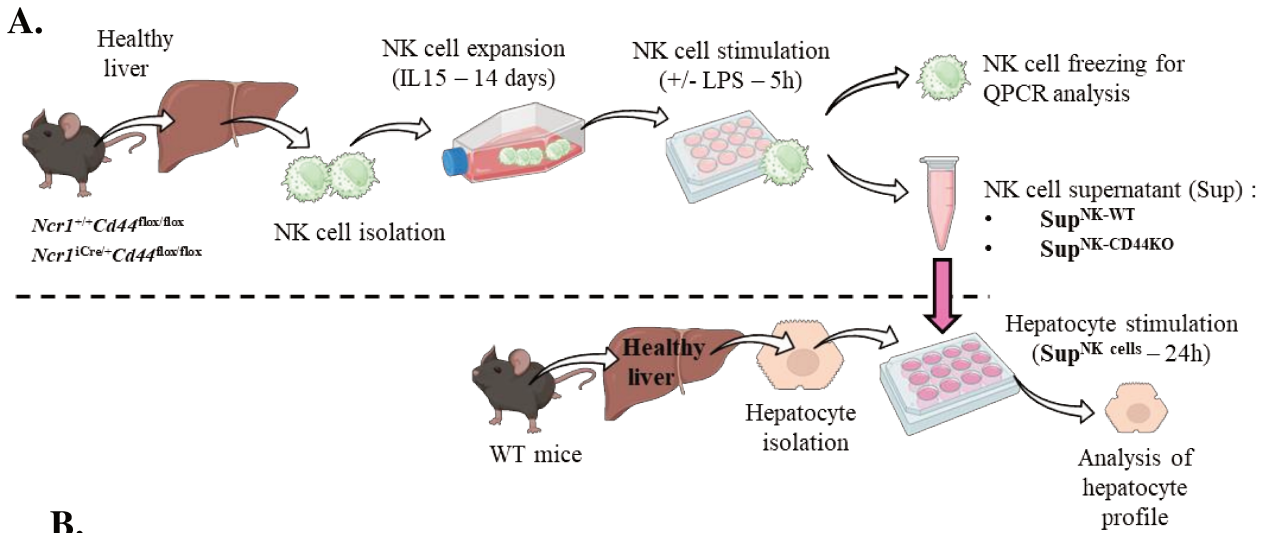 A.
Healthy
liver
NK cell expansion
(IL15 – 14 days)
NK cell stimulation
(+/- LPS – 5h)
NK cell freezing for
QPCR analysis
Ncr1+/+Cd44flox/flox
Ncr1iCre/+Cd44flox/flox
NK cell isolation
NK cell supernatant (Sup) :
• SupNK-WT
• SupNK-CD44KO
Healthy
liver
WT mice
Hepatocyte
isolation
Hepatocyte stimulation
(SupNK cells – 24h)
Analysis of
hepatocyte
profile
B.